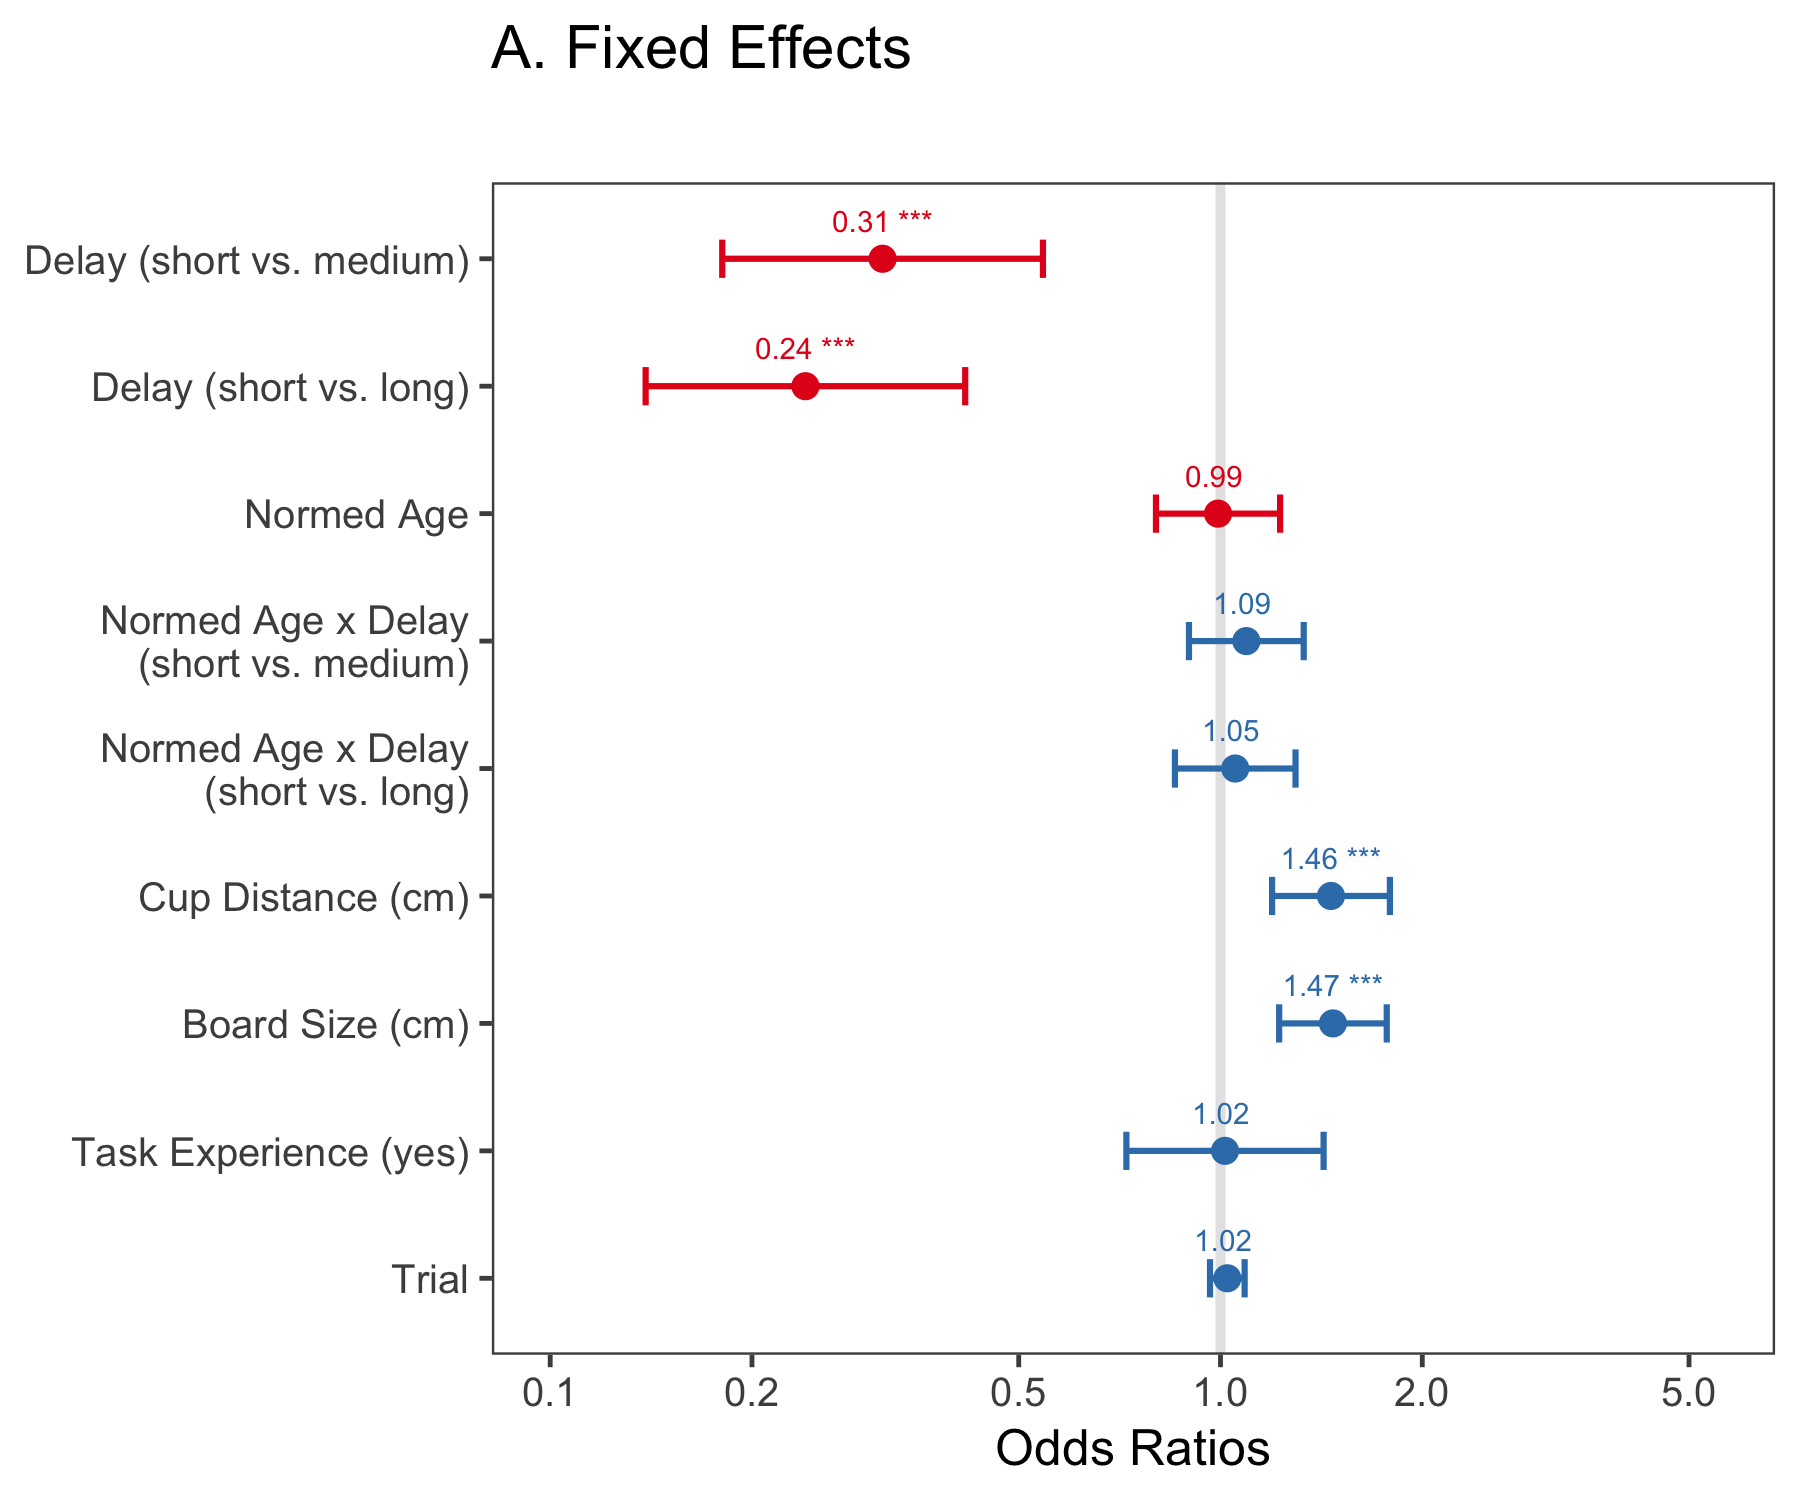 A. Fixed Effects
Delay (short vs. medium)
0.31 ***
Delay (short vs. long)
0.24 ***
Normed Age
0.99
Normed Age x Delay
(short vs. medium)
1.09
Normed Age x Delay
(short vs. long)
1.05
Cup Distance (cm)
1.46 ***
Board Size (cm)
1.47 ***
Task Experience (yes)
1.02
Trial
1.02
0.1 0.2 0.5 1.0 2.0 5.0
Odds Ratios